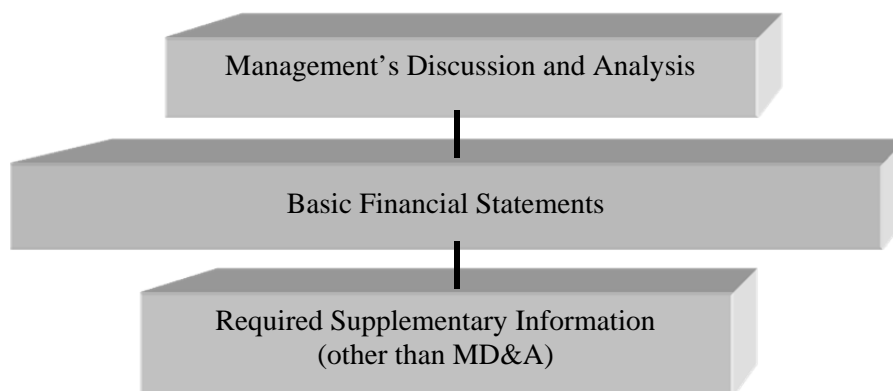 Management’s Discussion and Analysis
Basic Financial Statements
Required Supplementary Information
(other than MD&A)